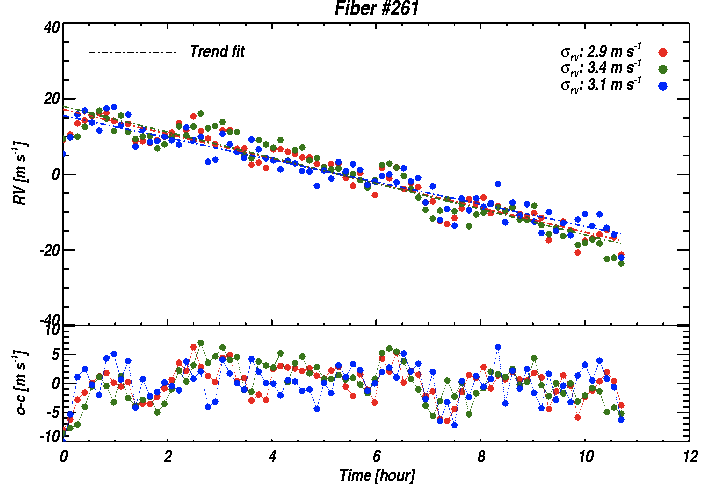 Fiber #261
40
Trend fit
σrv: 2.9 m s-1
σrv: 3.4 m s-1
σrv: 3.1 m s-1
20
0
-20
-40
RV [m s-1]
10
5
0
-5
-10
o-c [m s-1]
0 2 4 6 8 10 12
Time [hour]